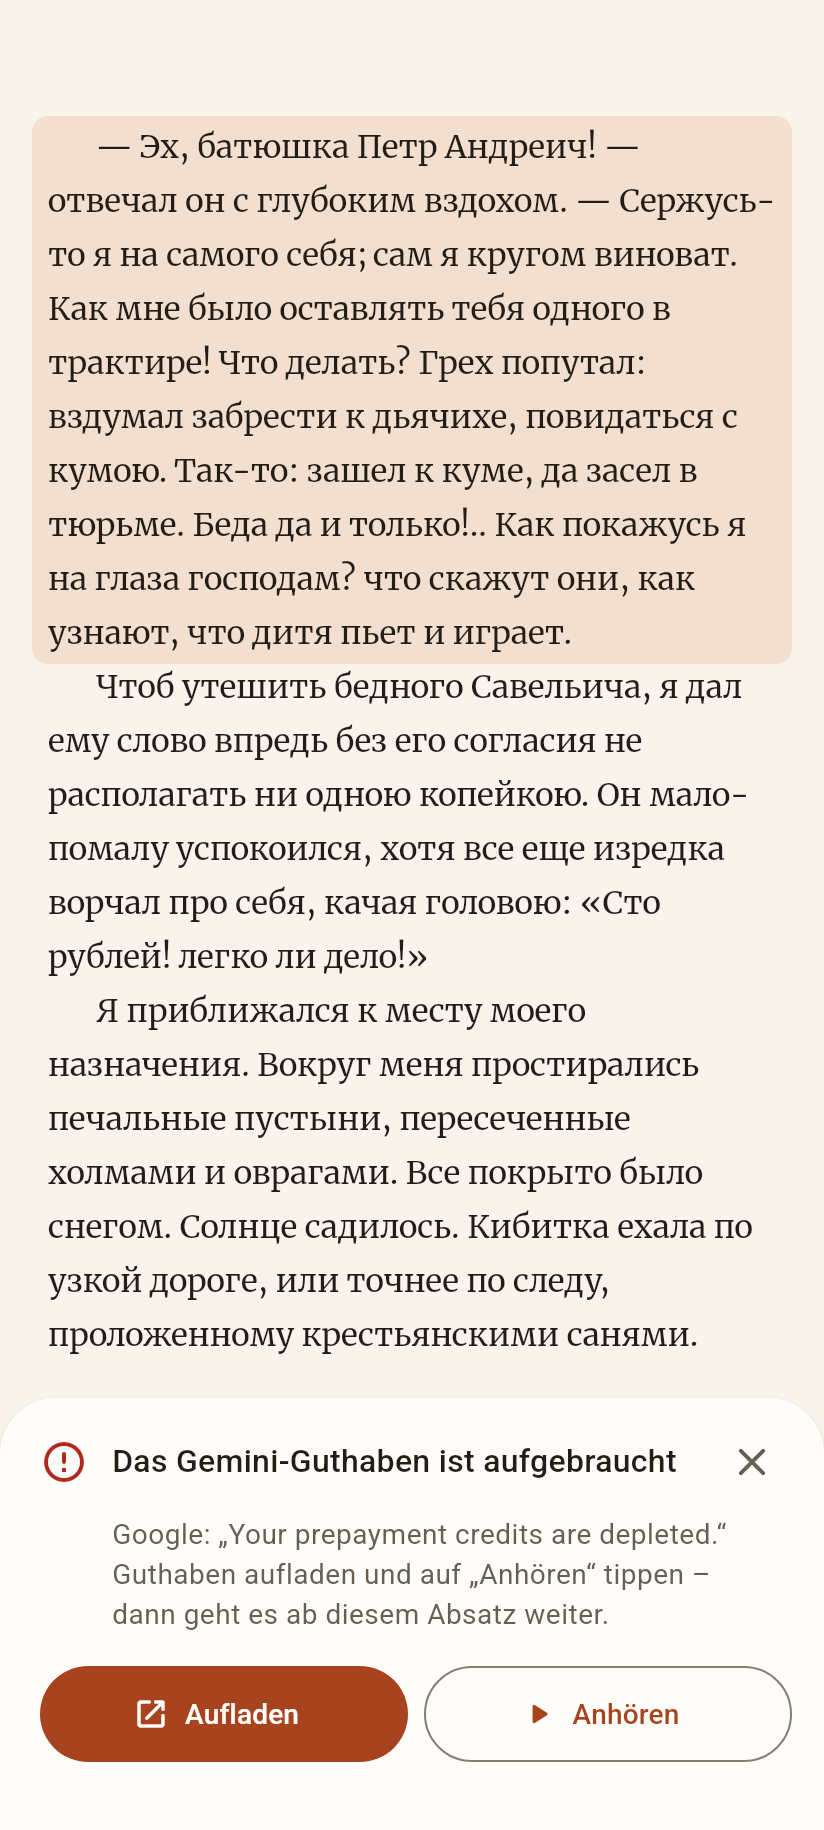 — Эх, батюшка Петр Андреич! —
отвечал он с глубоким вздохом. — Сержусь-
то я на самого себя; сам я кругом виноват.
Как мне было оставлять тебя одного в
трактире! Что делать? Грех попутал:
вздумал забрести к дьячихе, повидаться с
кумою. Так-то: зашел к куме, да засел в
тюрьме. Беда да и только!.. Как покажусь я
на глаза господам? что скажут они, как
узнают, что дитя пьет и играет.
Чтоб утешить бедного Савельича, я дал
ему слово впредь без его согласия не
располагать ни одною копейкою. Он мало-
помалу успокоился, хотя все еще изредка
ворчал про себя, качая головою: «Сто
рублей! легко ли дело!»
Я приближался к месту моего
назначения. Вокруг меня простирались
печальные пустыни, пересеченные
холмами и оврагами. Все покрыто было
снегом. Солнце садилось. Кибитка ехала по
узкой дороге, или точнее по следу,
проложенному крестьянскими санями.
Das Gemini-Guthaben ist aufgebraucht
Google: „Your prepayment credits are depleted.“
Guthaben aufladen und auf „Anhören“ tippen –
dann geht es ab diesem Absatz weiter.
Aufladen
Anhören